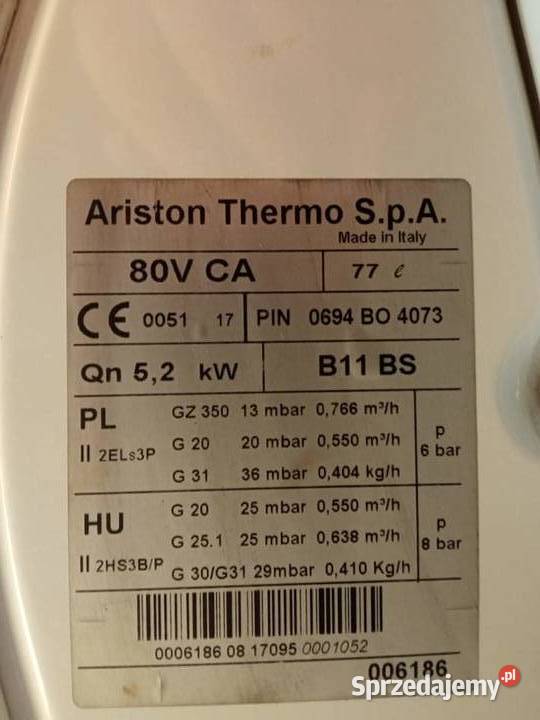 Ariston Thermo S.p.A.
Made in Italy
80V CA 77 ℓ
CE 0051 17 PIN 0694 BO 4073
Qn 5,2 kW B11 BS
PL GZ 350 13 mbar 0,766 m³/h
II 2ELs3P G 20 20 mbar 0,550 m³/h p 6 bar
G 31 36 mbar 0,404 kg/h
HU G 20 25 mbar 0,550 m³/h
G 25.1 25 mbar 0,638 m³/h p 8 bar
II 2HS3B/P G 30/G31 29mbar 0,410 Kg/h
0006186 08 17095 0001052
006186
Sprzedajemy.pl